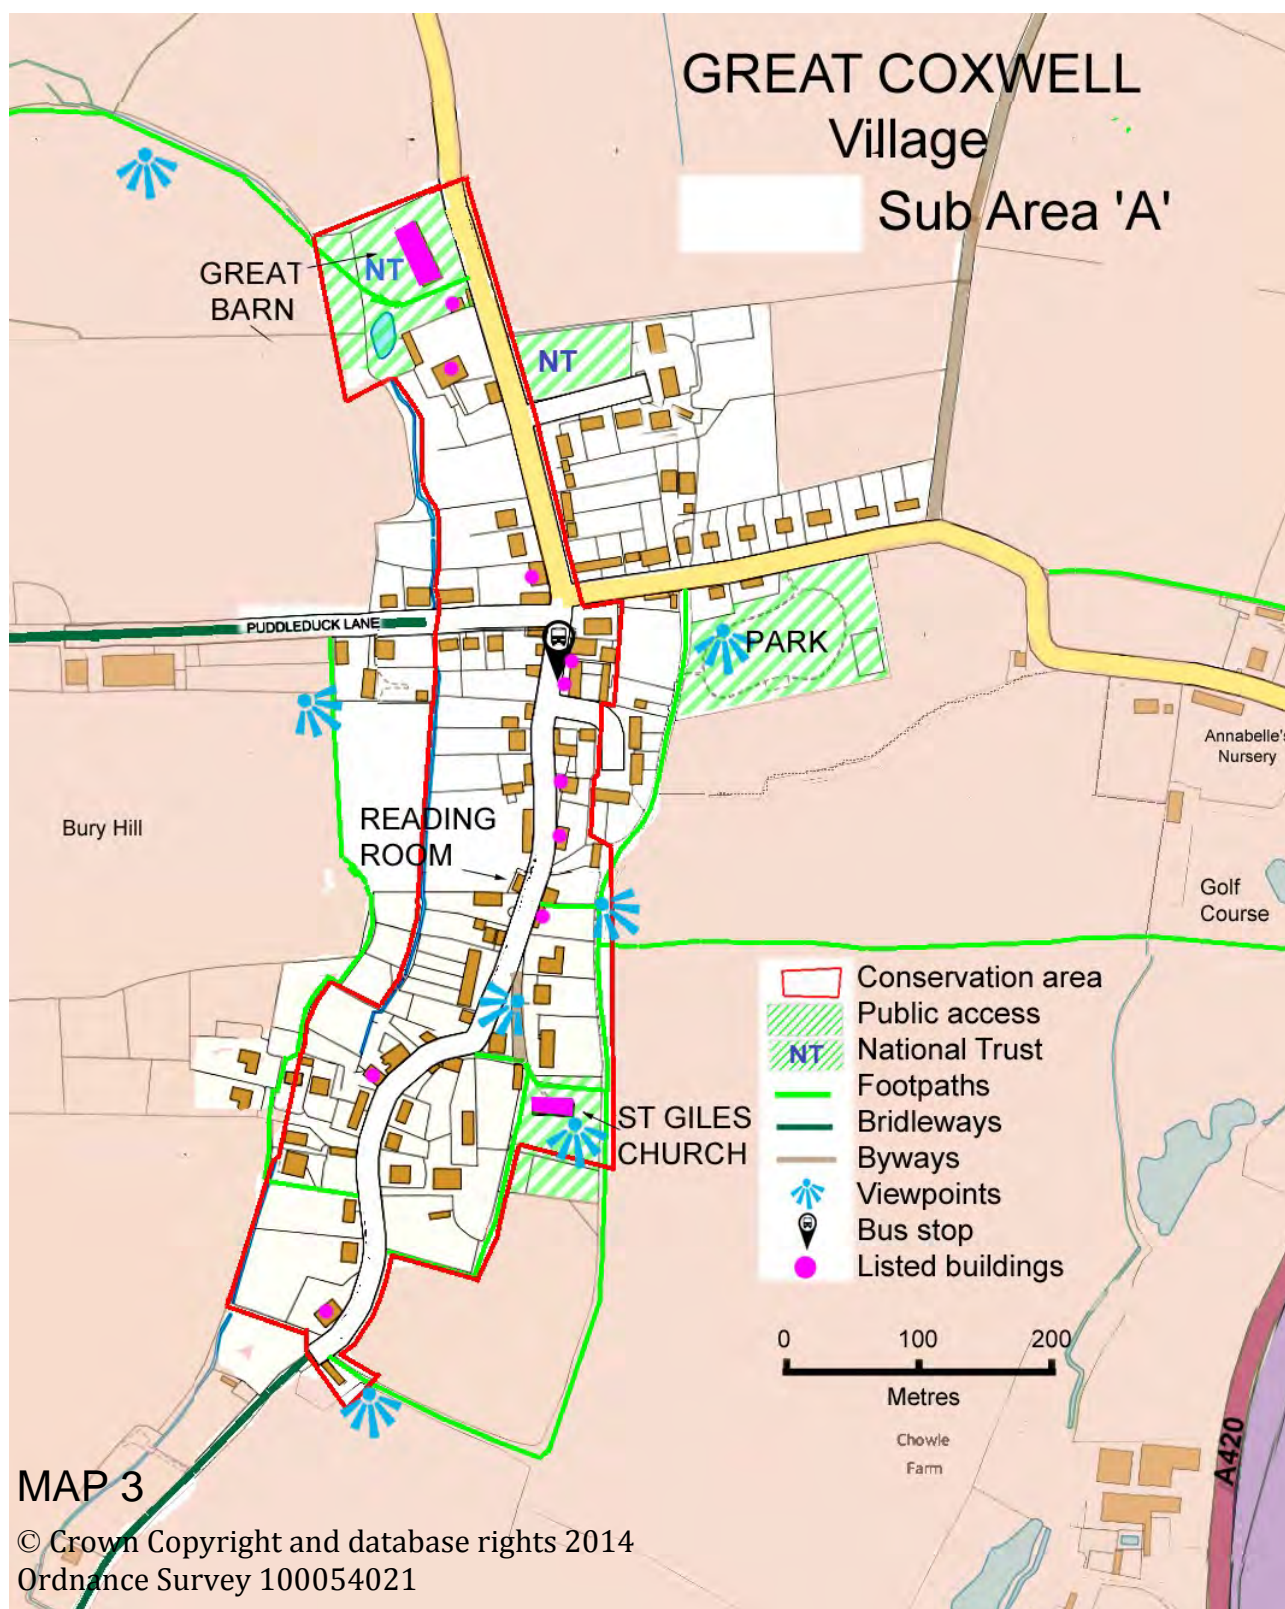 GREAT COXWELL
Village
Sub Area 'A'
GREAT
BARN
NT
NT
PUDDLEDUCK LANE
PARK
Annabelle's
Nursery
READING
ROOM
Bury Hill
Golf
Course
Conservation area
Public access
NT National Trust
Footpaths
Bridleways
Byways
Viewpoints
Bus stop
Listed buildings
ST GILES
CHURCH
0 100 200
Metres
Chowle
Farm
A420
MAP 3
© Crown Copyright and database rights 2014
Ordnance Survey 100054021